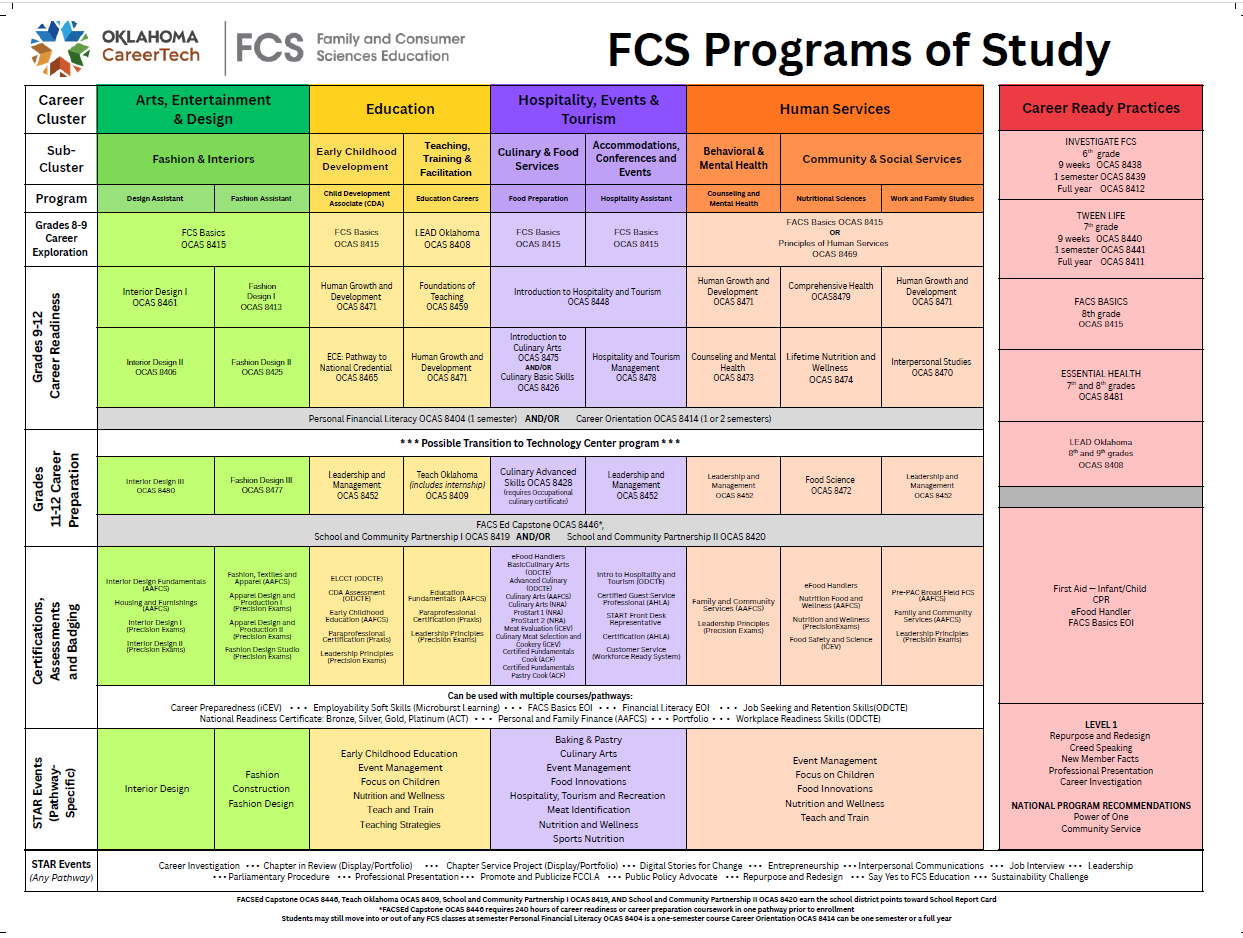 OKLAHOMA
CareerTech
FCS
Family and Consumer
Sciences Education
FCS Programs of Study
Career
Cluster
Arts, Entertainment
& Design
Education
Hospitality, Events &
Tourism
Human Services
Career Ready Practices
Sub-
Cluster
Fashion & Interiors
Early Childhood
Development
Teaching,
Training &
Facilitation
Culinary & Food
Services
Accommodations,
Conferences and
Events
Behavioral &
Mental Health
Community & Social Services
INVESTIGATE FCS
6th grade
9 weeks OCAS 8438
1 semester OCAS 8439
Full year OCAS 8412
Program
Design Assistant
Fashion Assistant
Child Development
Associate (CDA)
Education Careers
Food Preparation
Hospitality Assistant
Counseling and
Mental Health
Nutritional Sciences
Work and Family Studies
Grades 8-9
Career
Exploration
FCS Basics
OCAS 8415
FCS Basics
OCAS 8415
LEAD Oklahoma
OCAS 8408
FCS Basics
OCAS 8415
FCS Basics
OCAS 8415
FACS Basics OCAS 8415
OR
Principles of Human Services
OCAS 8469
TWEEN LIFE
7th grade
9 weeks OCAS 8440
1 semester OCAS 8441
Full year OCAS 8411
Grades 9-12
Career Readiness
Interior Design I
OCAS 8461
Fashion
Design I
OCAS 8413
Human Growth and
Development
OCAS 8471
Foundations of
Teaching
OCAS 8459
Introduction to Hospitality and Tourism
OCAS 8448
Human Growth and
Development
OCAS 8471
Comprehensive Health
OCAS8479
Human Growth and
Development
OCAS 8471
FACS BASICS
8th grade
OCAS 8415
Interior Design II
OCAS 8406
Fashion Design II
OCAS 8425
ECE: Pathway to
National Credential
OCAS 8465
Human Growth and
Development
OCAS 8471
Introduction to
Culinary Arts
OCAS 8475
AND/OR
Culinary Basic Skills
OCAS 8426
Hospitality and Tourism
Management
OCAS 8478
Counseling and Mental
Health
OCAS 8473
Lifetime Nutrition and
Wellness
OCAS 8474
Interpersonal Studies
OCAS 8470
ESSENTIAL HEALTH
7th and 8th grades
OCAS 8481
Personal Financial Literacy OCAS 8404 (1 semester) AND/OR Career Orientation OCAS 8414 (1 or 2 semesters)
Grades
11-12 Career
Preparation
* * * Possible Transition to Technology Center program * * *
LEAD Oklahoma
8th and 9th grades
OCAS 8408
Interior Design III
OCAS 8480
Fashion Design III
OCAS 8477
Leadership and
Management
OCAS 8452
Teach Oklahoma
(includes internship)
OCAS 8409
Culinary Advanced
Skills OCAS 8428
(requires Occupational
culinary certificate)
Leadership and
Management
OCAS 8452
Leadership and
Management
OCAS 8452
Food Science
OCAS 8472
Leadership and
Management
OCAS 8452
FACS Ed Capstone OCAS 8446*,
School and Community Partnership I OCAS 8419 AND/OR School and Community Partnership II OCAS 8420
Certifications,
Assessments
and Badging
Interior Design Fundamentals
(AAFCS)
Housing and Furnishings
(AAFCS)
Interior Design I
(Precision Exams)
Interior Design II
(Precision Exams)
Fashion, Textiles and
Apparel (AAFCS)
Apparel Design and
Production I
(Precision Exams)
Apparel Design and
Production II
(Precision Exams)
Fashion Design Studio
(Precision Exams)
ELCCT (ODCTE)
CDA Assessment
(ODCTE)
Early Childhood
Education (AAFCS)
Paraprofessional
Certification (Praxis)
Leadership Principles
(Precision Exams)
Education
Fundamentals (AAFCS)
Paraprofessional
Certification (Praxis)
Leadership Principles
(Precision Exams)
eFood Handlers
BasicCulinary Arts
(ODCTE)
Advanced Culinary
(ODCTE)
Culinary Arts (AAFCS)
Culinary Arts (NRA)
ProStart 1 (NRA)
ProStart 2 (NRA)
Meat Evaluation (iCEV)
Culinary Meat Selection and
Cookery (iCEV)
Certified Fundamentals
Cook (ACF)
Certified Fundamentals
Pastry Cook (ACF)
Intro to Hospitality and
Tourism (ODCTE)
Certified Guest Service
Professional (AHLA)
START Front Desk
Representative
Certification (AHLA)
Customer Service
(Workforce Ready System)
Family and Community
Services (AAFCS)
Leadership Principles
(Precision Exams)
eFood Handlers
Nutrition Food and
Wellness (AAFCS)
Nutrition and Wellness
(PrecisionExams)
Food Safety and Science
(iCEV)
Pre-PAC Broad Field FCS
(AAFCS)
Family and Community
Services (AAFCS)
Leadership Principles
(Precision Exams)
First Aid – Infant/Child
CPR
eFood Handler
FACS Basics EOI
Can be used with multiple courses/pathways:
Career Preparedness (iCEV) • • • Employability Soft Skills (Microburst Learning) • • • FACS Basics EOI • • • Financial Literacy EOI • • • Job Seeking and Retention Skills(ODCTE)
National Readiness Certificate: Bronze, Silver, Gold, Platinum (ACT) • • • Personal and Family Finance (AAFCS) • • • Portfolio • • • Workplace Readiness Skills (ODCTE)
STAR Events
(Pathway-
Specific)
Interior Design
Fashion
Construction
Fashion Design
Early Childhood Education
Event Management
Focus on Children
Nutrition and Wellness
Teach and Train
Teaching Strategies
Baking & Pastry
Culinary Arts
Event Management
Food Innovations
Hospitality, Tourism and Recreation
Meat Identification
Nutrition and Wellness
Sports Nutrition
Event Management
Focus on Children
Food Innovations
Nutrition and Wellness
Teach and Train
LEVEL 1
Repurpose and Redesign
Creed Speaking
New Member Facts
Professional Presentation
Career Investigation
NATIONAL PROGRAM RECOMMENDATIONS
Power of One
Community Service
STAR Events
(Any Pathway)
Career Investigation • • • Chapter in Review (Display/Portfolio) • • • Chapter Service Project (Display/Portfolio) • • • Digital Stories for Change • • • Entrepreneurship • • • Interpersonal Communications • • • Job Interview • • • Leadership
• • • Parliamentary Procedure • • • Professional Presentation • • • Promote and Publicize FCCLA • • • Public Policy Advocate • • • Repurpose and Redesign • • • Say Yes to FCS Education • • • Sustainability Challenge
FACSEd Capstone OCAS 8446, Teach Oklahoma OCAS 8409, School and Community Partnership I OCAS 8419, AND School and Community Partnership II OCAS 8420 earn the school district points toward School Report Card
*FACSEd Capstone OCAS 8446 requires 240 hours of career readiness or career preparation coursework in one pathway prior to enrollment
Students may still move into or out of any FCS classes at semester Personal Financial Literacy OCAS 8404 is a one-semester course Career Orientation OCAS 8414 can be one semester or a full year